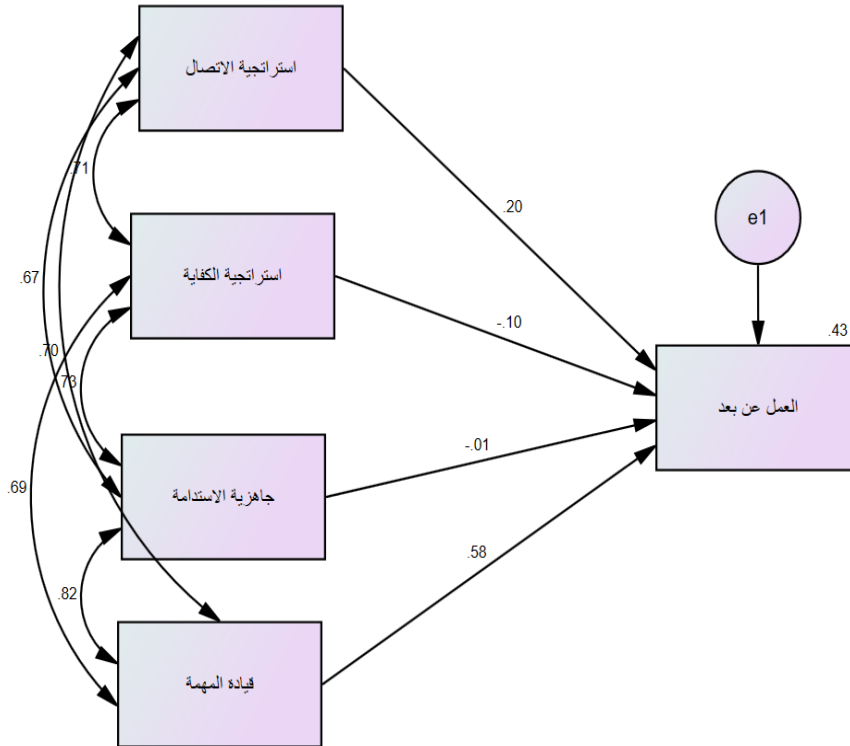 استراتجية الاتصال
.71
.20
e1
.67
استراتجية الكفاية
-.10
.43
.70
.73
العمل عن بعد
-.01
.69
جاهزية الاستدامة
.58
.82
قيادة المهمة